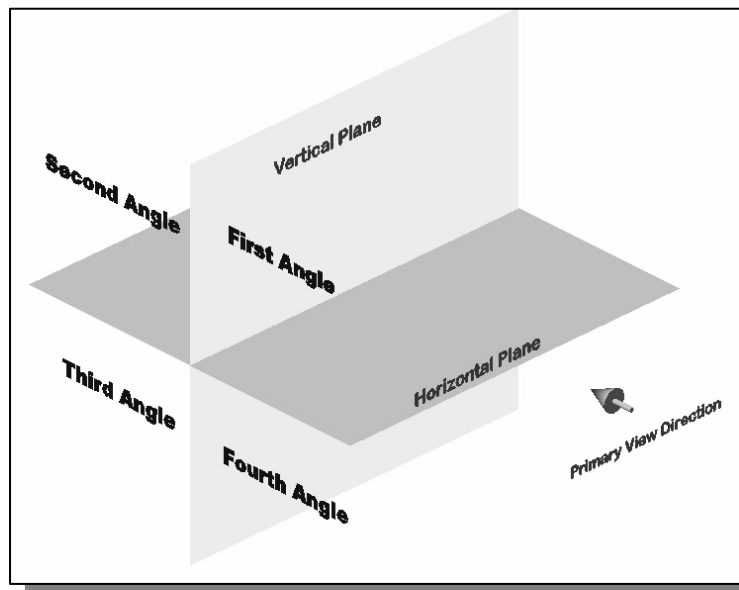 Vertical Plane
Second Angle
First Angle
Horizontal Plane
Third Angle
Fourth Angle
Primary View Direction